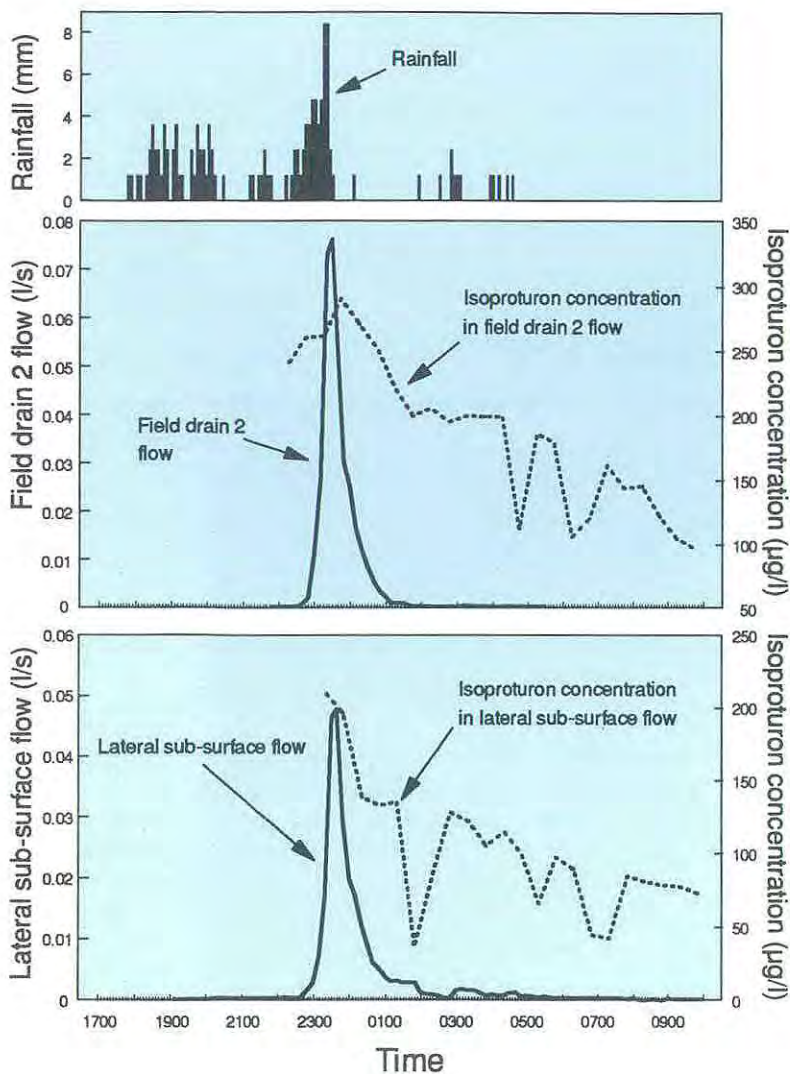 Rainfall (mm)
8
6
4
2
0
Rainfall
Field drain 2 flow (l/s)
0.08
0.07
0.06
0.05
0.04
0.03
0.02
0.01
0
Isoproturon concentration
in field drain 2 flow
Field drain 2
flow
350
300
250
200
150
100
50
Isoproturon concentration (µg/l)
Lateral sub-surface flow (l/s)
0.06
0.05
0.04
0.03
0.02
0.01
0
Isoproturon concentration
in lateral sub-surface flow
Lateral sub-surface flow
250
200
150
100
50
0
Isoproturon concentration (µg/l)
1700 1900 2100 2300 0100 0300 0500 0700 0900
Time